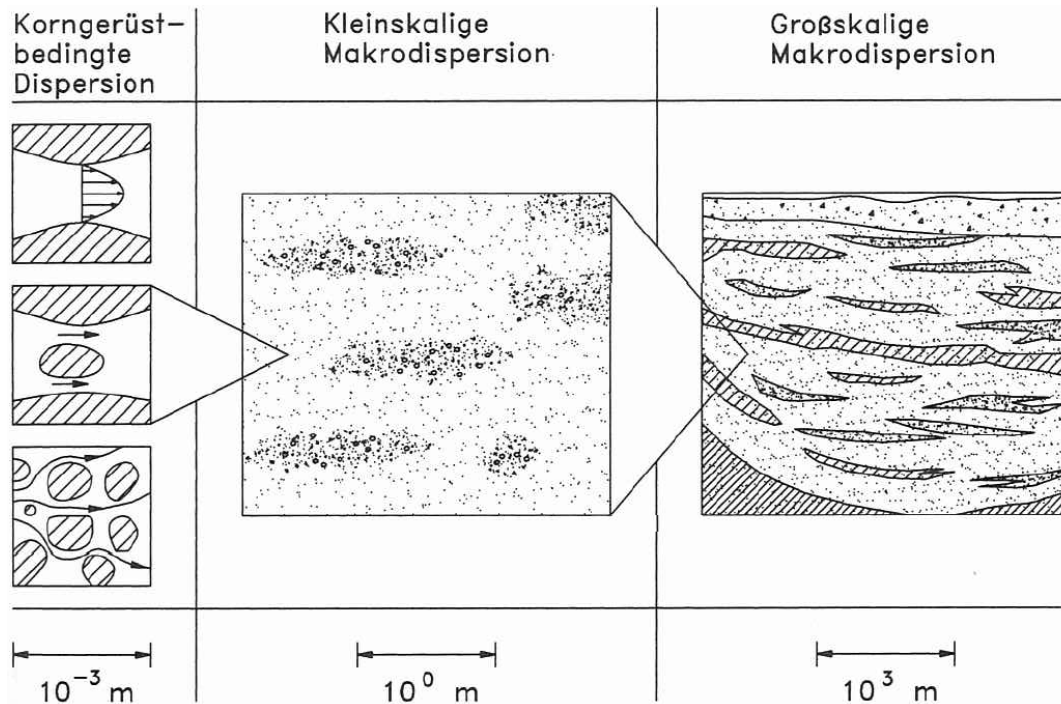 Korngerüst-
bedingte
Dispersion
Kleinskalige
Makrodispersion
Großskalige
Makrodispersion
10⁻³ m
10⁰ m
10³ m